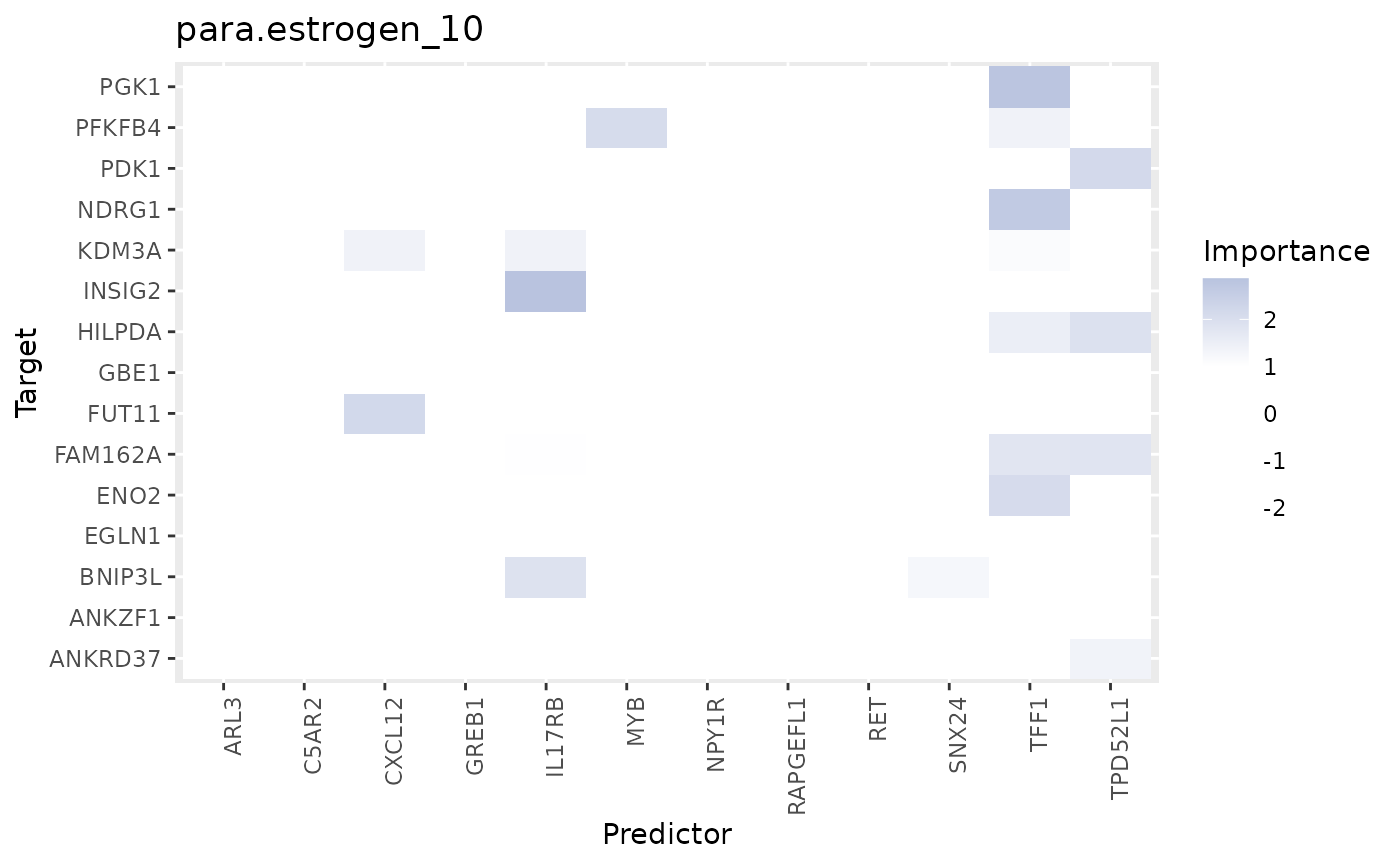 para.estrogen_10
Target
PGK1
PFKFB4
PDK1
NDRG1
KDM3A
INSIG2
HILPDA
GBE1
FUT11
FAM162A
ENO2
EGLN1
BNIP3L
ANKZF1
ANKRD37
ARL3
C5AR2
CXCL12
GREB1
IL17RB
MYB
NPY1R
RAPGEFL1
RET
SNX24
TFF1
TPD52L1
Predictor
Importance
2
1
0
-1
-2